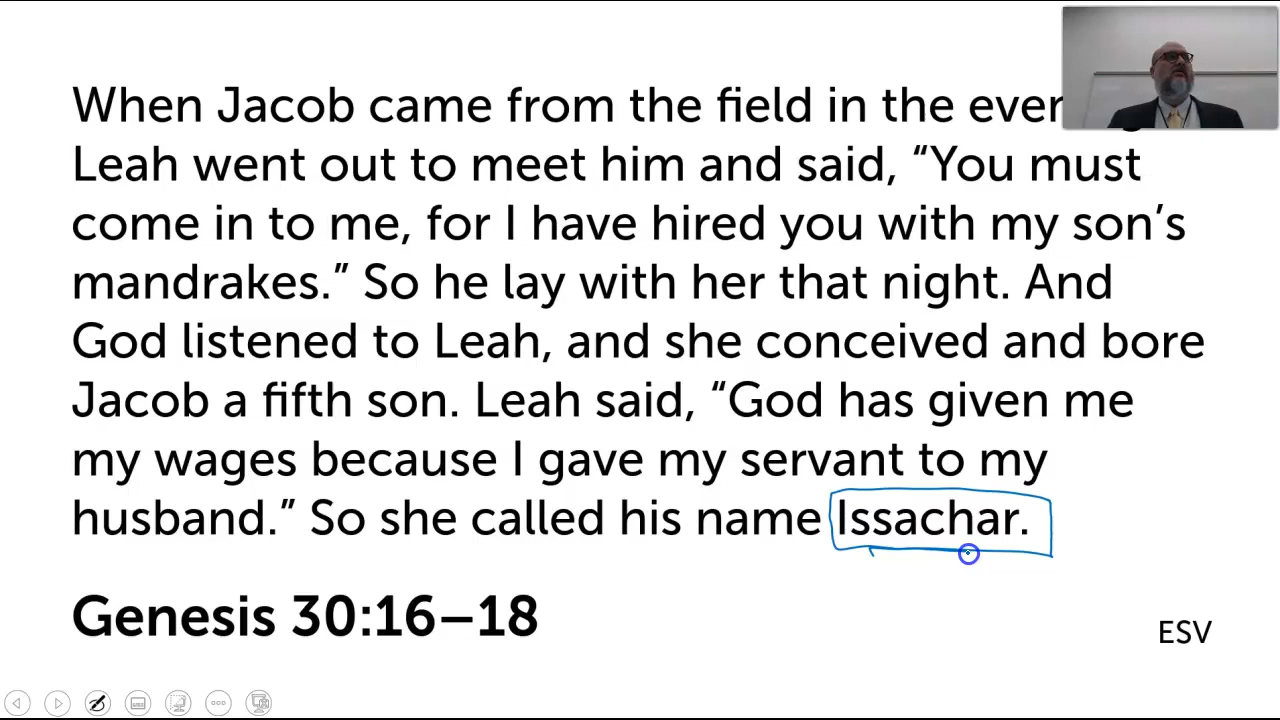 When Jacob came from the field in the
Leah went out to meet him and said, “You must
come in to me, for I have hired you with my son’s
mandrakes.” So he lay with her that night. And
God listened to Leah, and she conceived and bore
Jacob a fifth son. Leah said, “God has given me
my wages because I gave my servant to my
husband.” So she called his name Issachar.
Genesis 30:16–18
ESV